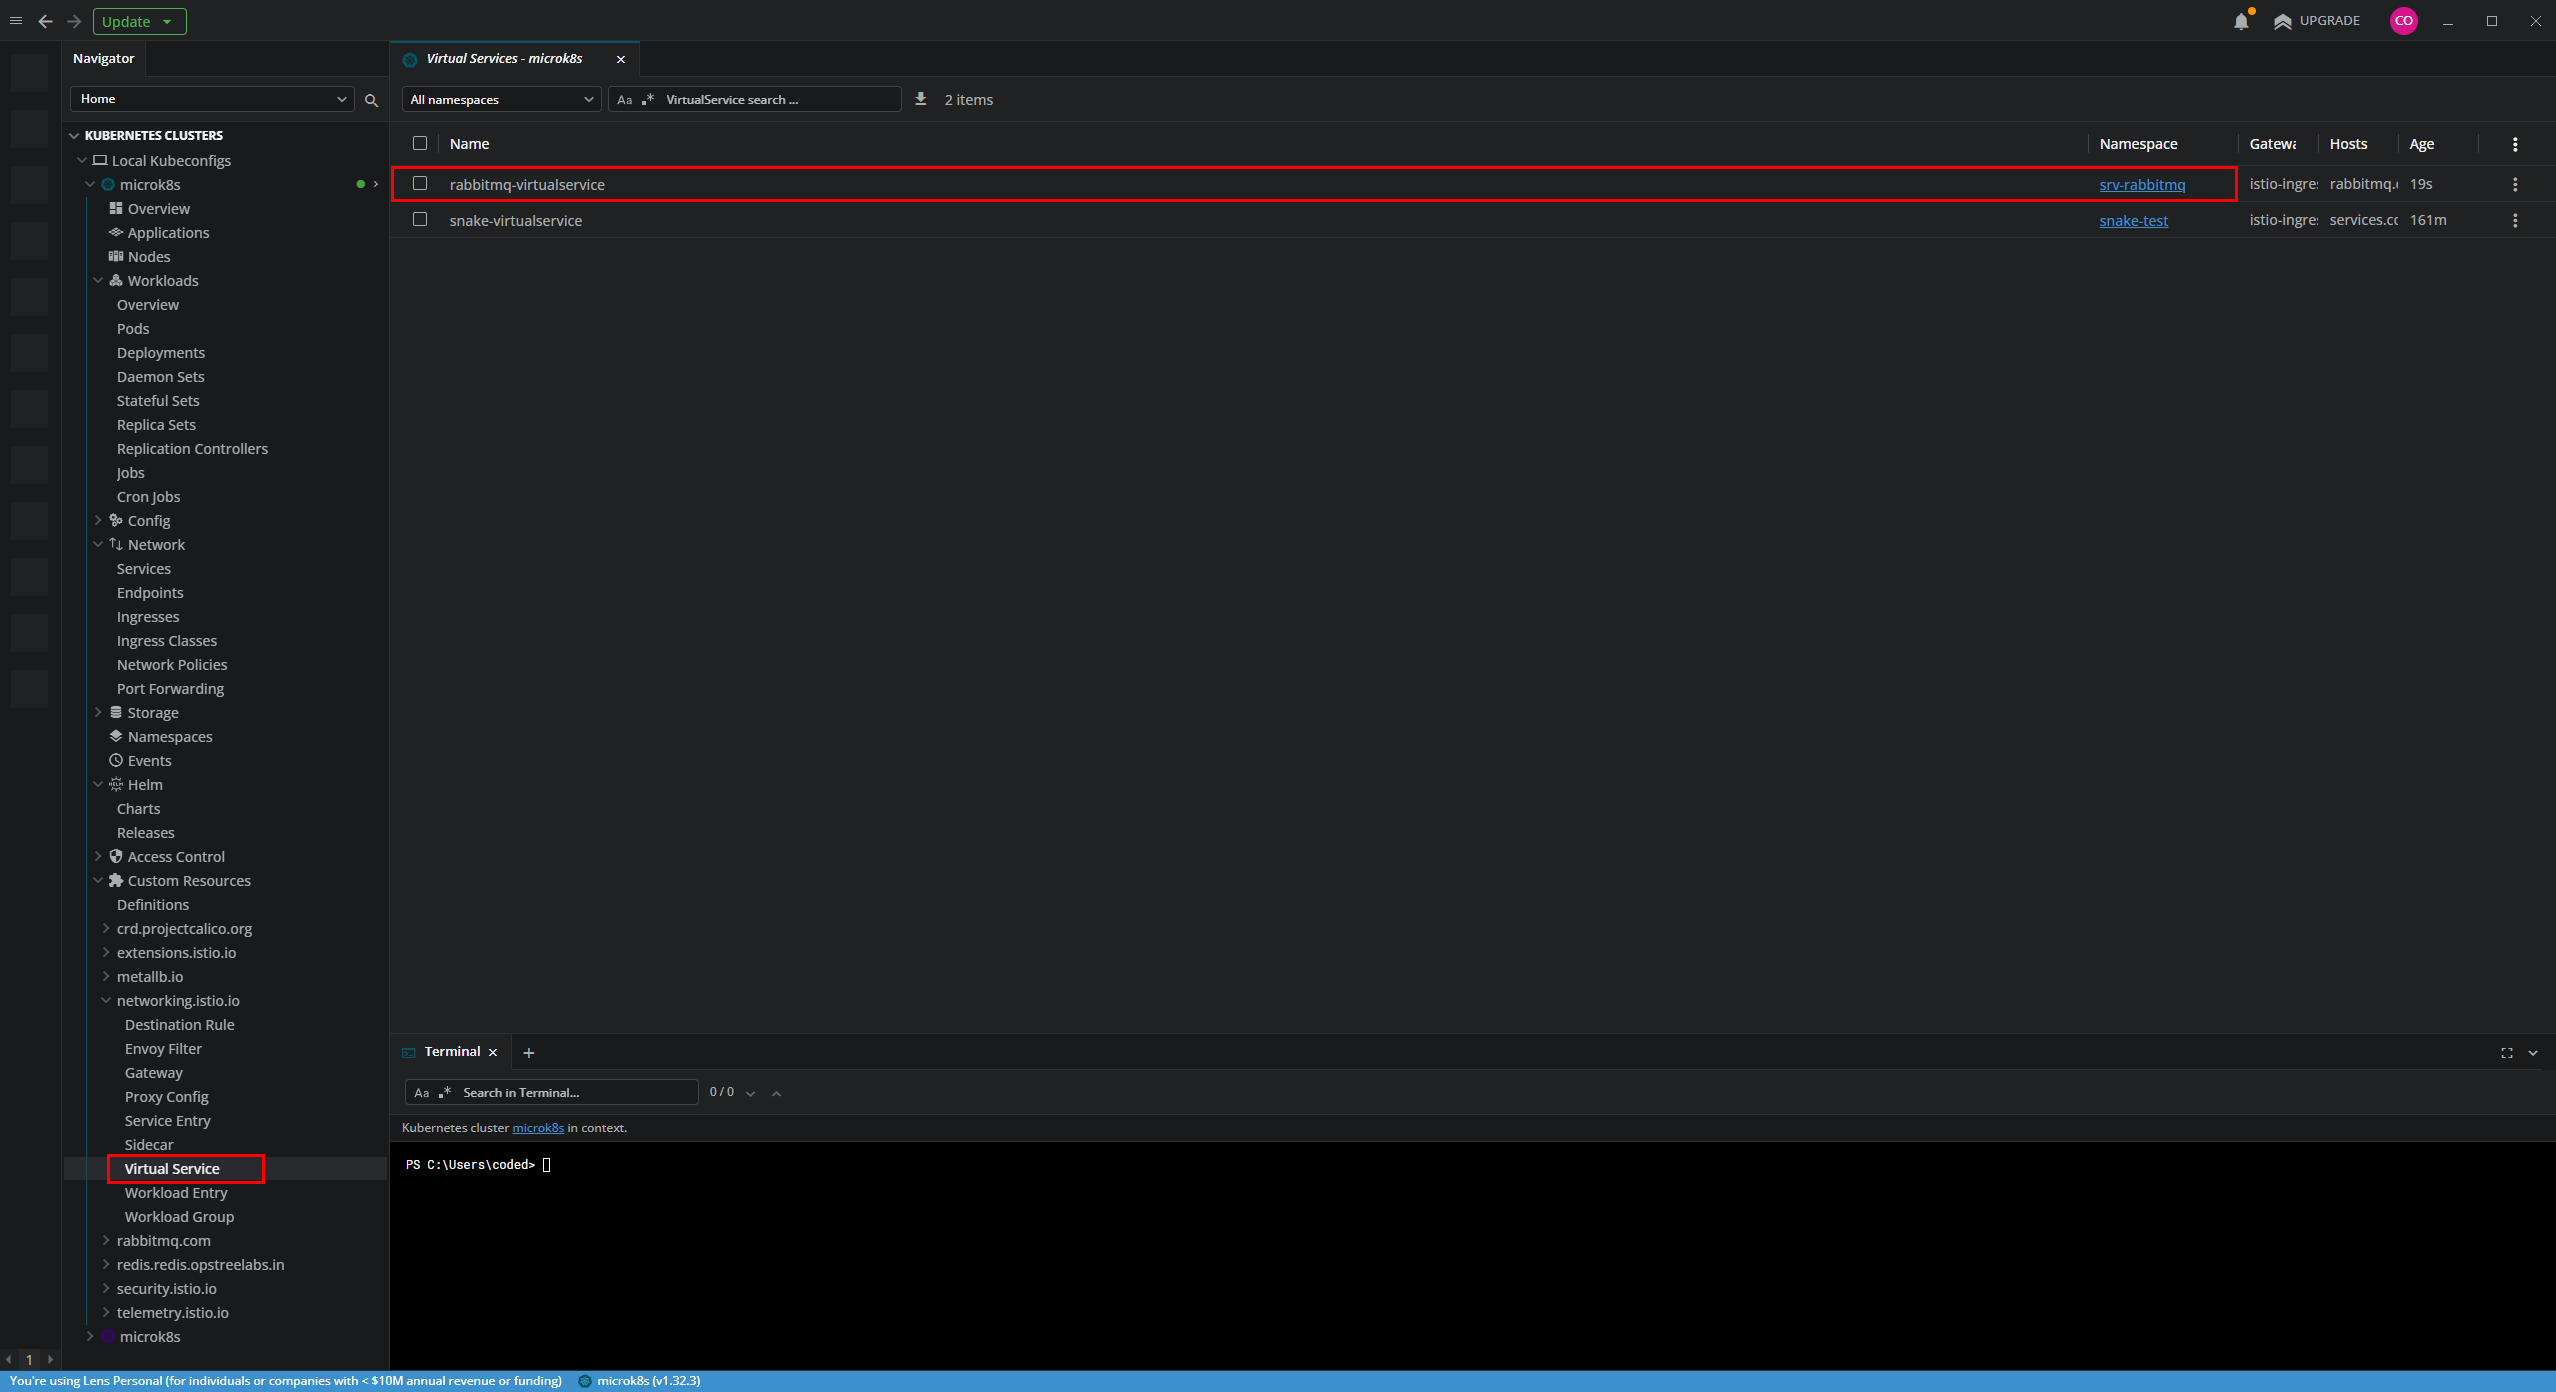 Update
UPGRADE
CO
Navigator
Virtual Services - microk8s
Home
All namespaces
Aa .* VirtualService search ...
2 items
KUBERNETES CLUSTERS
Local Kubeconfigs
microk8s
Overview
Applications
Nodes
Workloads
Overview
Pods
Deployments
Daemon Sets
Stateful Sets
Replica Sets
Replication Controllers
Jobs
Cron Jobs
Config
Network
Services
Endpoints
Ingresses
Ingress Classes
Network Policies
Port Forwarding
Storage
Namespaces
Events
Helm
Charts
Releases
Access Control
Custom Resources
Definitions
crd.projectcalico.org
extensions.istio.io
metallb.io
networking.istio.io
Destination Rule
Envoy Filter
Gateway
Proxy Config
Service Entry
Sidecar
Virtual Service
Workload Entry
Workload Group
rabbitmq.com
redis.redis.opstreelabs.in
security.istio.io
telemetry.istio.io
microk8s
1
Name Namespace Gatewa Hosts Age
rabbitmq-virtualservice srv-rabbitmq istio-ingre rabbitmq. 19s
snake-virtualservice snake-test istio-ingre services.co 161m
Terminal
Aa .* Search in Terminal... 0 / 0
Kubernetes cluster microk8s in context.
PS C:\Users\coded>
You're using Lens Personal (for individuals or companies with < $10M annual revenue or funding) microk8s (v1.32.3)